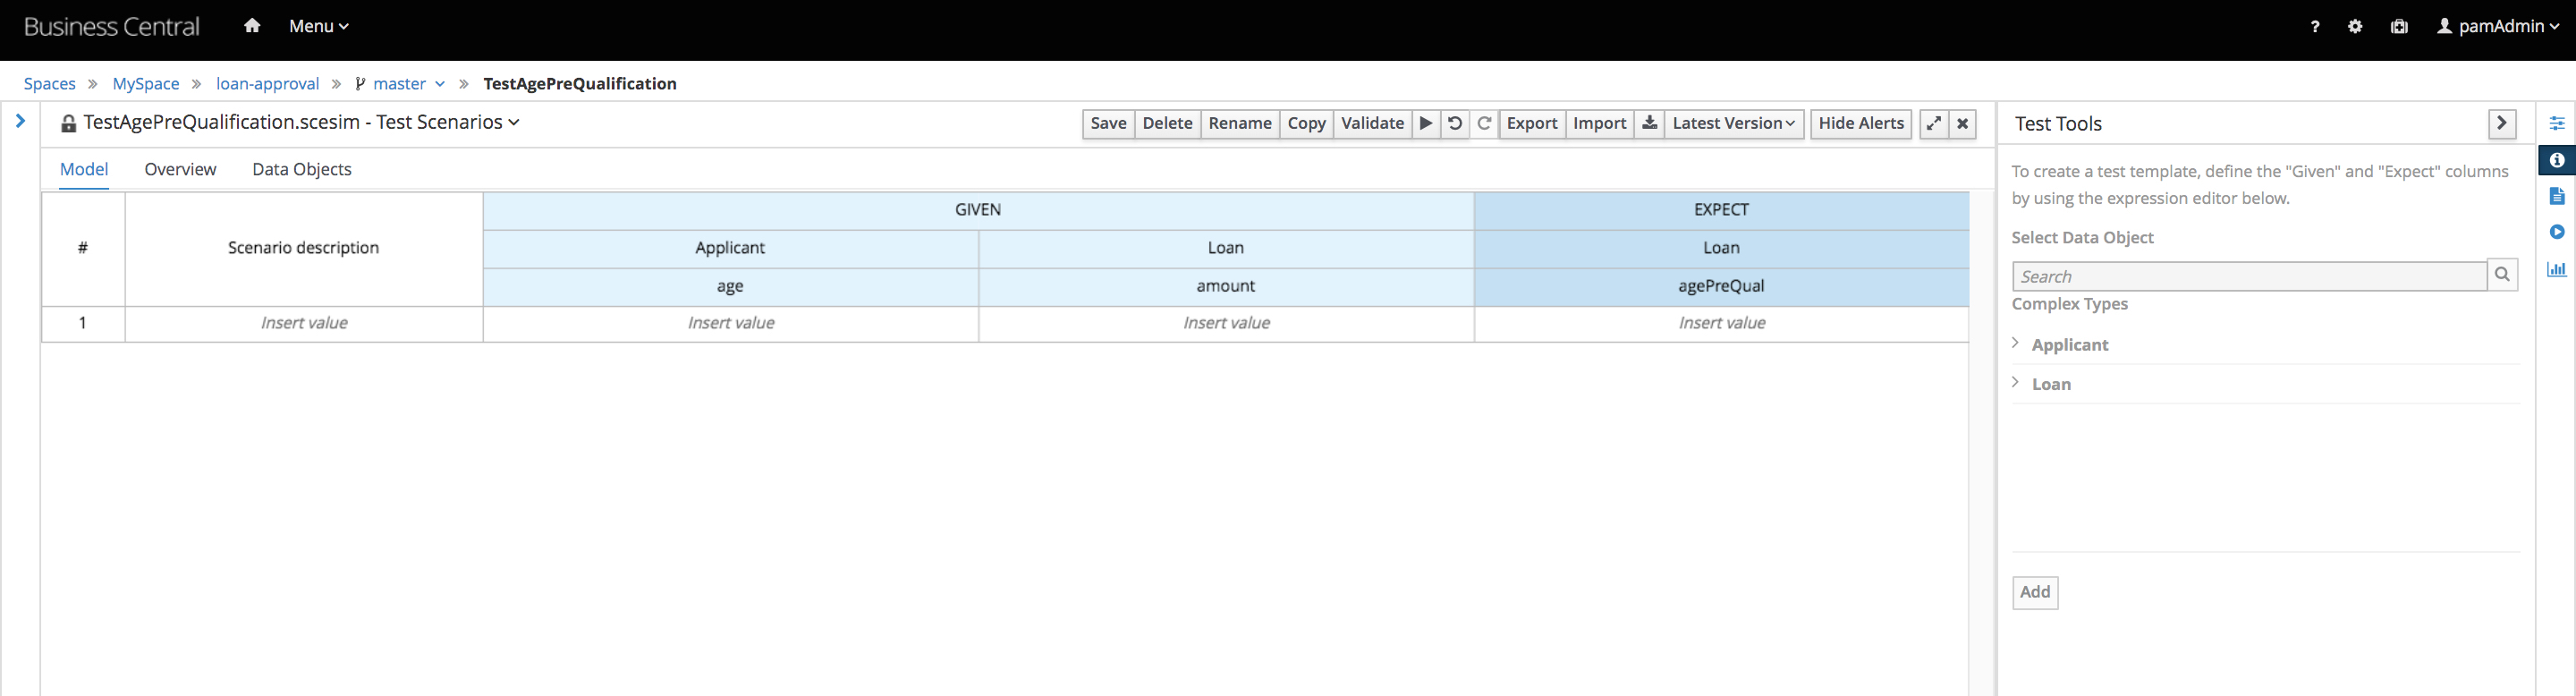 Business Central Menu ? pamAdmin
Spaces » MySpace » loan-approval » master » TestAgePreQualification
TestAgePreQualification.scesim - Test Scenarios
Save Delete Rename Copy Validate Export Import Latest Version Hide Alerts
Model Overview Data Objects
# Scenario description GIVEN EXPECT
Applicant Loan Loan
age amount agePreQual
1 Insert value Insert value Insert value Insert value
Test Tools
To create a test template, define the "Given" and "Expect" columns
by using the expression editor below.
Select Data Object
Search
Complex Types
Applicant
Loan
Add